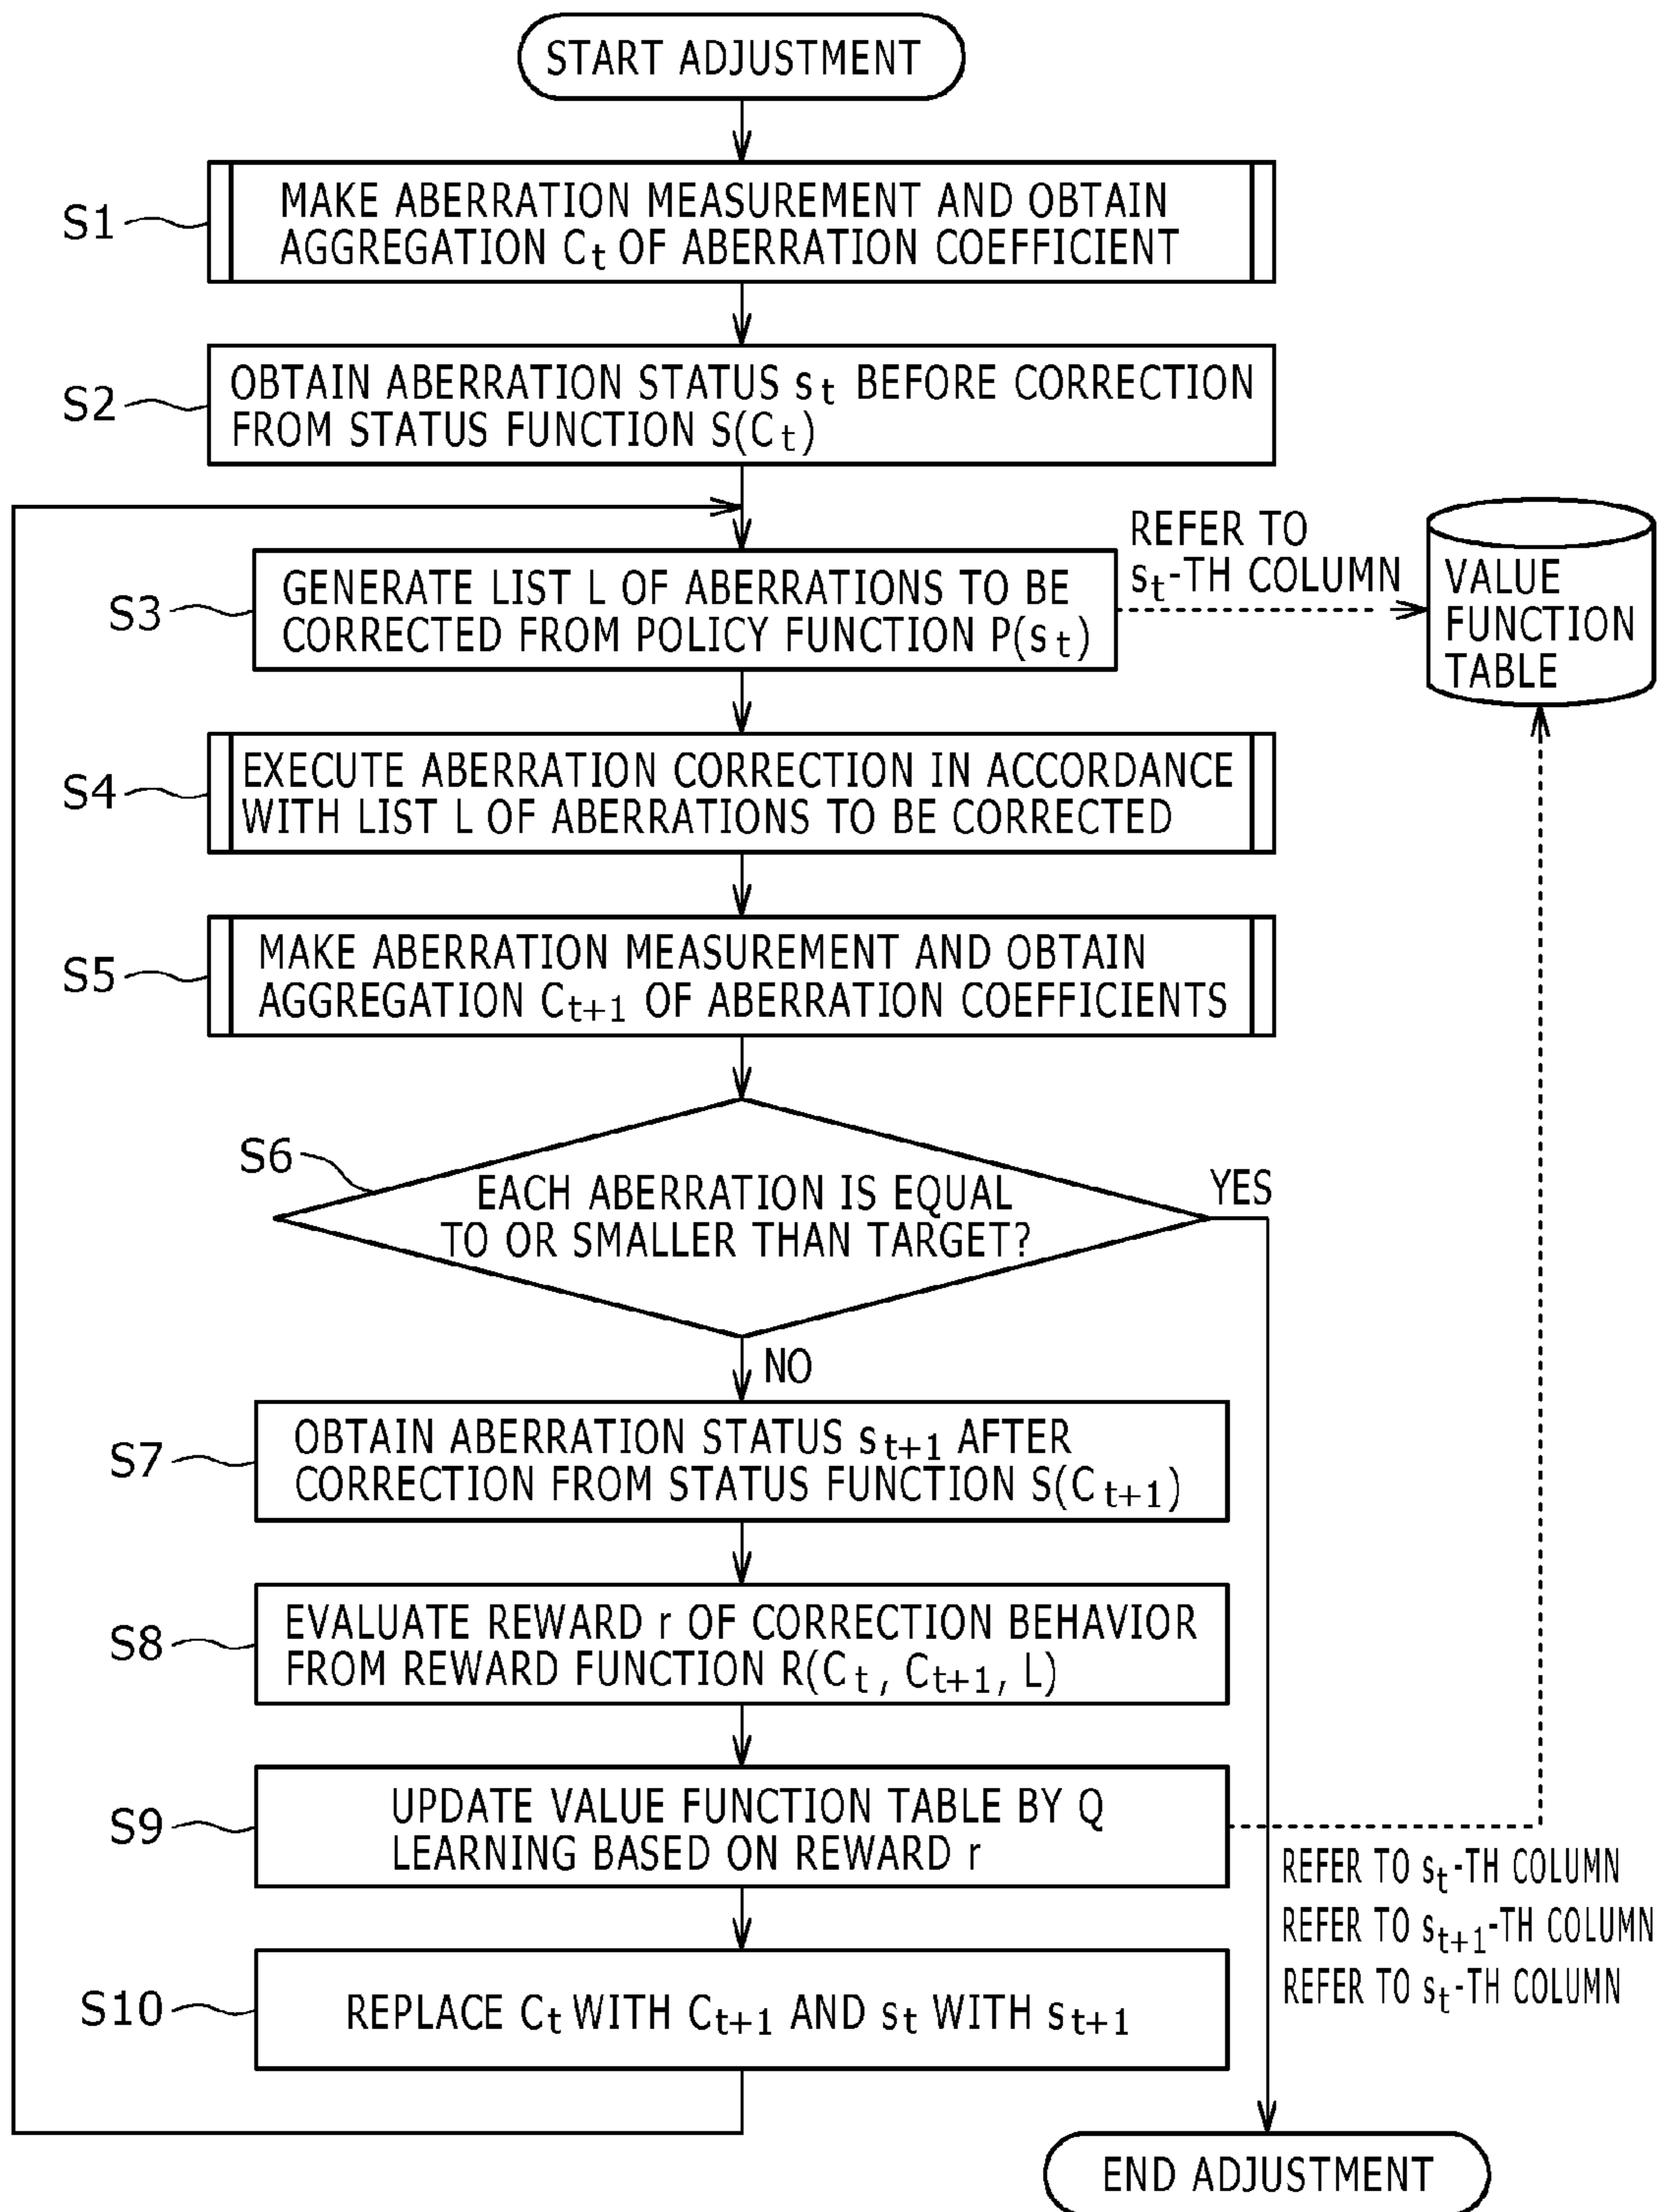 START ADJUSTMENT
S1
MAKE ABERRATION MEASUREMENT AND OBTAIN
AGGREGATION Ct OF ABERRATION COEFFICIENT
S2
OBTAIN ABERRATION STATUS st BEFORE CORRECTION
FROM STATUS FUNCTION S(Ct)
S3
GENERATE LIST L OF ABERRATIONS TO BE
CORRECTED FROM POLICY FUNCTION P(st)
REFER TO
st-TH COLUMN
VALUE
FUNCTION
TABLE
S4
EXECUTE ABERRATION CORRECTION IN ACCORDANCE
WITH LIST L OF ABERRATIONS TO BE CORRECTED
S5
MAKE ABERRATION MEASUREMENT AND OBTAIN
AGGREGATION Ct+1 OF ABERRATION COEFFICIENTS
S6
EACH ABERRATION IS EQUAL
TO OR SMALLER THAN TARGET?
YES
NO
S7
OBTAIN ABERRATION STATUS st+1 AFTER
CORRECTION FROM STATUS FUNCTION S(Ct+1)
S8
EVALUATE REWARD r OF CORRECTION BEHAVIOR
FROM REWARD FUNCTION R(Ct, Ct+1, L)
S9
UPDATE VALUE FUNCTION TABLE BY Q
LEARNING BASED ON REWARD r
REFER TO st-TH COLUMN
REFER TO st+1-TH COLUMN
REFER TO st-TH COLUMN
S10
REPLACE Ct WITH Ct+1 AND st WITH st+1
END ADJUSTMENT